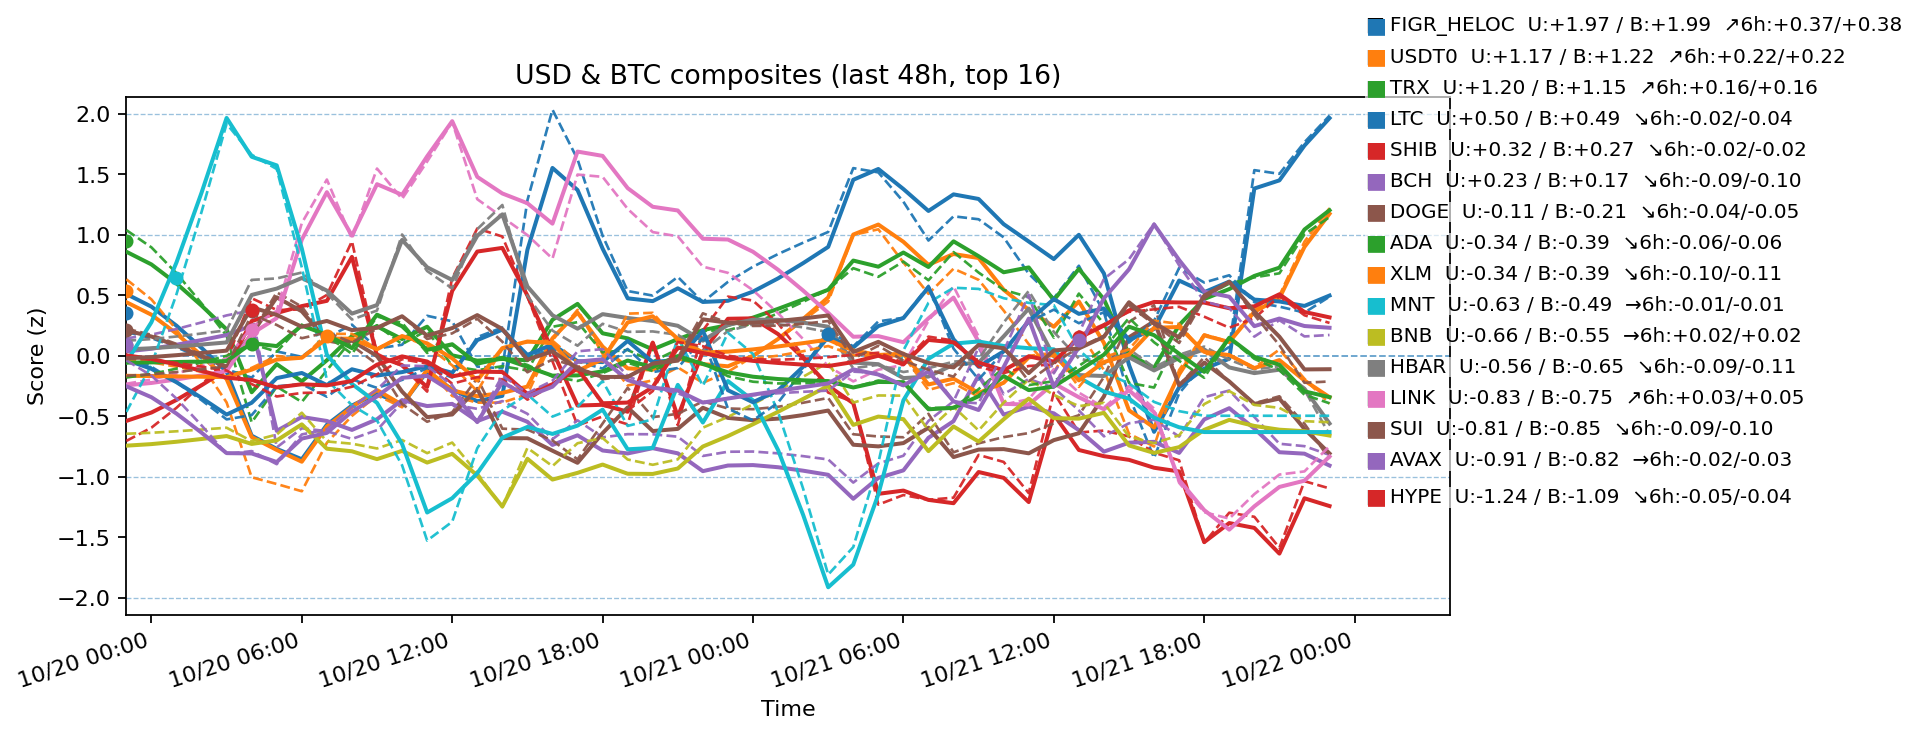 USD & BTC composites (last 48h, top 16)
FIGR_HELOC U:+1.97 / B:+1.99 ↗6h:+0.37/+0.38
USDT0 U:+1.17 / B:+1.22 ↗6h:+0.22/+0.22
TRX U:+1.20 / B:+1.15 ↗6h:+0.16/+0.16
LTC U:+0.50 / B:+0.49 ↘6h:-0.02/-0.04
SHIB U:+0.32 / B:+0.27 ↘6h:-0.02/-0.02
BCH U:+0.23 / B:+0.17 ↘6h:-0.09/-0.10
DOGE U:-0.11 / B:-0.21 ↘6h:-0.04/-0.05
ADA U:-0.34 / B:-0.39 ↘6h:-0.06/-0.06
XLM U:-0.34 / B:-0.39 ↘6h:-0.10/-0.11
MNT U:-0.63 / B:-0.49 →6h:-0.01/-0.01
BNB U:-0.66 / B:-0.55 →6h:+0.02/+0.02
HBAR U:-0.56 / B:-0.65 ↘6h:-0.09/-0.11
LINK U:-0.83 / B:-0.75 ↗6h:+0.03/+0.05
SUI U:-0.81 / B:-0.85 ↘6h:-0.09/-0.10
AVAX U:-0.91 / B:-0.82 →6h:-0.02/-0.03
HYPE U:-1.24 / B:-1.09 ↘6h:-0.05/-0.04
Score (z)
2.0
1.5
1.0
0.5
0.0
−0.5
−1.0
−1.5
−2.0
10/20 00:00
10/20 06:00
10/20 12:00
10/20 18:00
10/21 00:00
10/21 06:00
10/21 12:00
10/21 18:00
10/22 00:00
Time